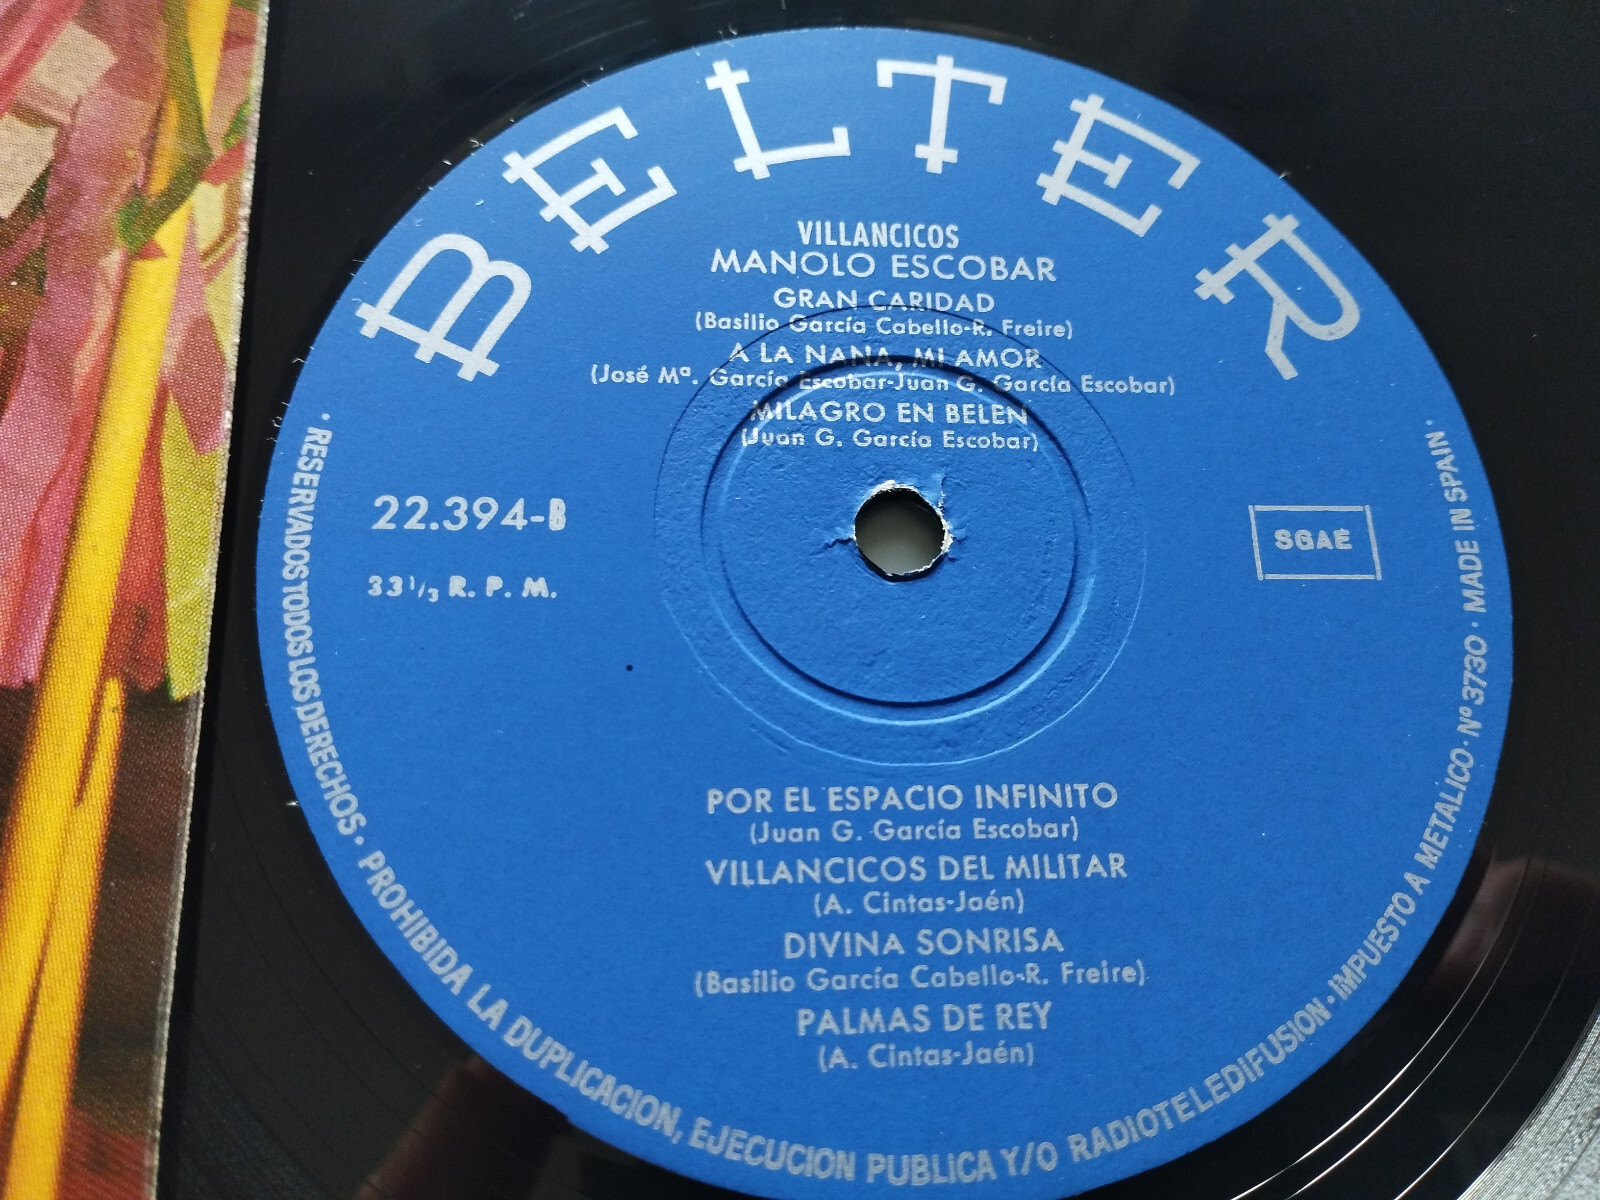 BELTER
VILLANCICOS
MANOLO ESCOBAR
GRAN CARIDAD
(Basilio García Cabello-R. Freire)
A LA NANA, MI AMOR
(José Mª. García Escobar-Juan G. García Escobar)
MILAGRO EN BELEN
(Juan G. García Escobar)
22.394-B
33 1/3 R. P. M.
SGAE
POR EL ESPACIO INFINITO
(Juan G. García Escobar)
VILLANCICOS DEL MILITAR
(A. Cintas-Jaén)
DIVINA SONRISA
(Basilio García Cabello-R. Freire)
PALMAS DE REY
(A. Cintas-Jaén)
· RESERVADOS TODOS LOS DERECHOS · PROHIBIDA LA DUPLICACION, EJECUCION PUBLICA Y/O RADIOTELEDIFUSION · IMPUESTO A METALICO · Nº 3730 · MADE IN SPAIN ·